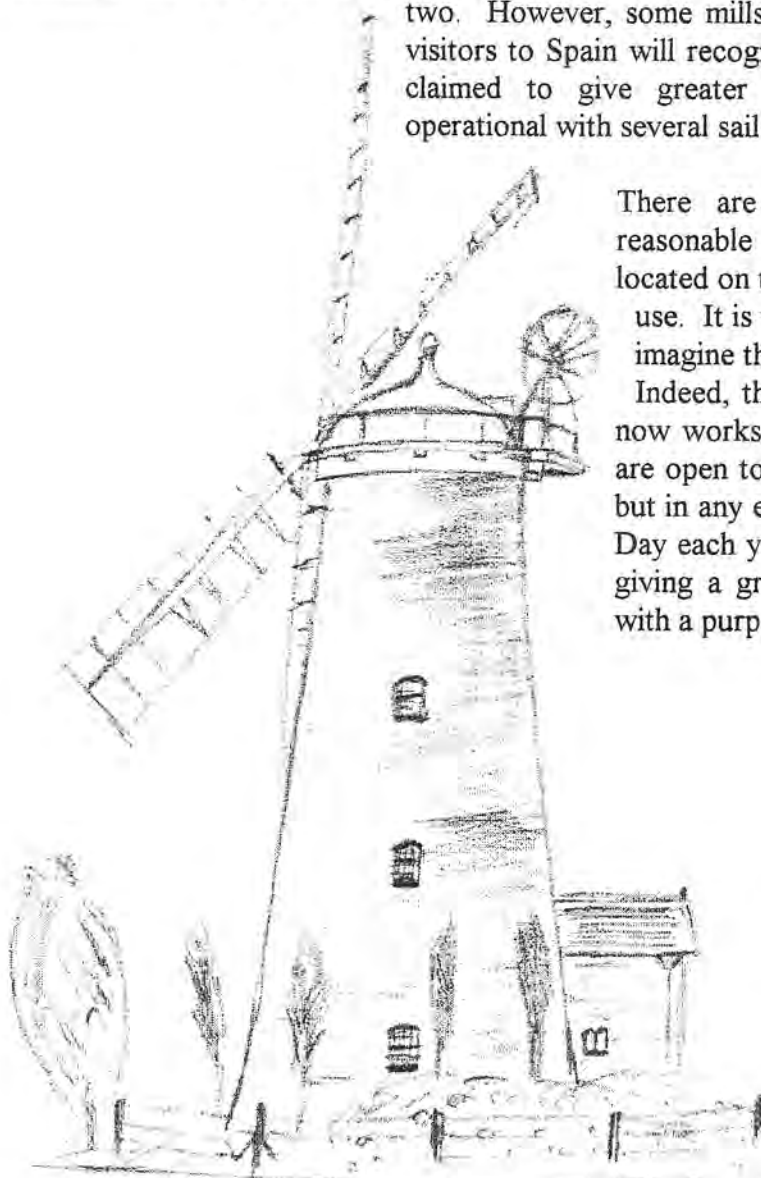 two. However, some mills
visitors to Spain will recogn
claimed to give greater
operational with several sail
There are
reasonable
located on t
use. It is
imagine th
Indeed, th
now works
are open to
but in any e
Day each y
giving a gr
with a purp